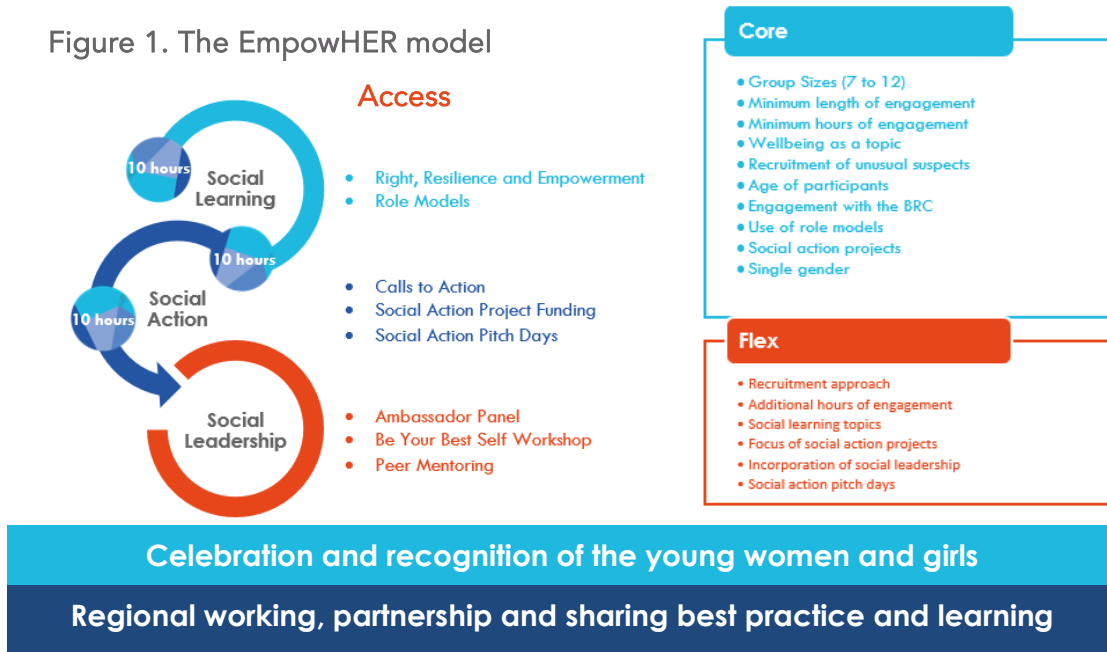 Figure 1. The EmpowHER model
Access
10 hours
Social
Learning
• Right, Resilience and Empowerment
• Role Models
10 hours
Social
Action
10 hours
• Calls to Action
• Social Action Project Funding
• Social Action Pitch Days
Social
Leadership
• Ambassador Panel
• Be Your Best Self Workshop
• Peer Mentoring
Core
• Group Sizes (7 to 12)
• Minimum length of engagement
• Minimum hours of engagement
• Wellbeing as a topic
• Recruitment of unusual suspects
• Age of participants
• Engagement with the BRC
• Use of role models
• Social action projects
• Single gender
Flex
• Recruitment approach
• Additional hours of engagement
• Social learning topics
• Focus of social action projects
• Incorporation of social leadership
• Social action pitch days
Celebration and recognition of the young women and girls
Regional working, partnership and sharing best practice and learning